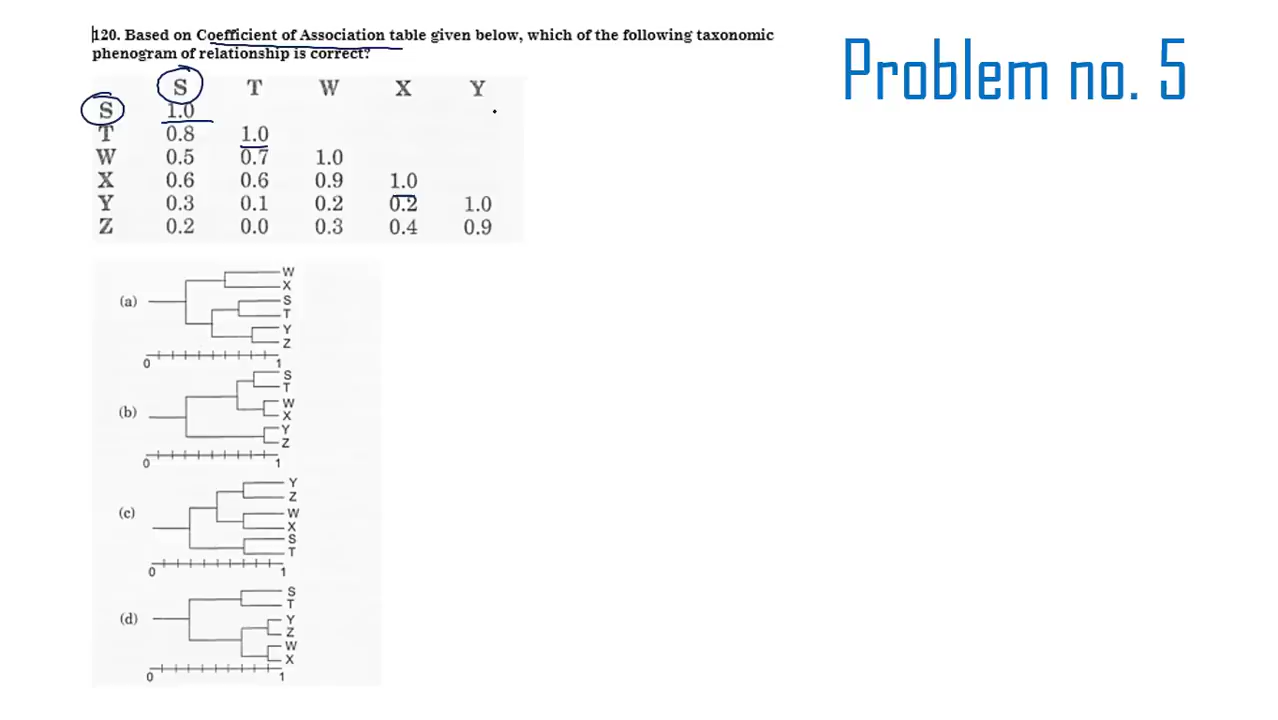 120. Based on Coefficient of Association table given below, which of the following taxonomic
phenogram of relationship is correct?
Problem no. 5
S T W X Y
S 1.0
T 0.8 1.0
W 0.5 0.7 1.0
X 0.6 0.6 0.9 1.0
Y 0.3 0.1 0.2 0.2 1.0
Z 0.2 0.0 0.3 0.4 0.9
(a)
W
X
S
T
Y
Z
0 1
(b)
S
T
W
X
Y
Z
0 1
(c)
Y
Z
W
X
S
T
0 1
(d)
S
T
Y
Z
W
X
0 1